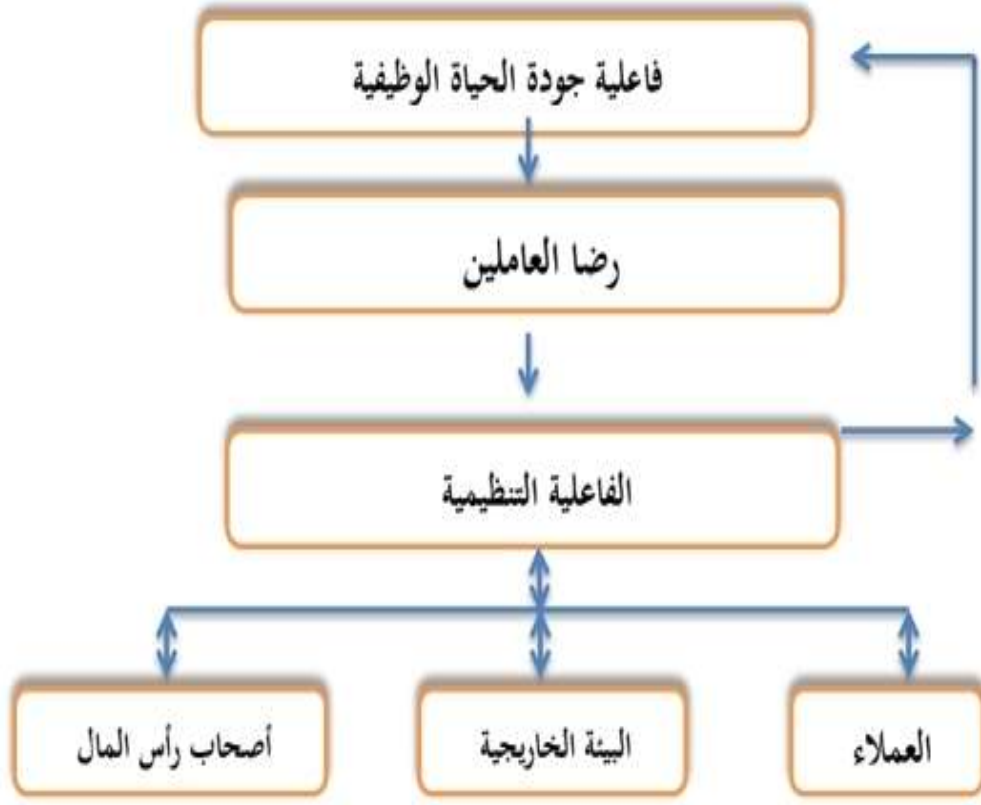 فاعلية جودة الحياة الوظيفية
رضا العاملين
الفاعلية التنظيمية
العملاء
البيئة الخاريجية
أصحاب رأس المال